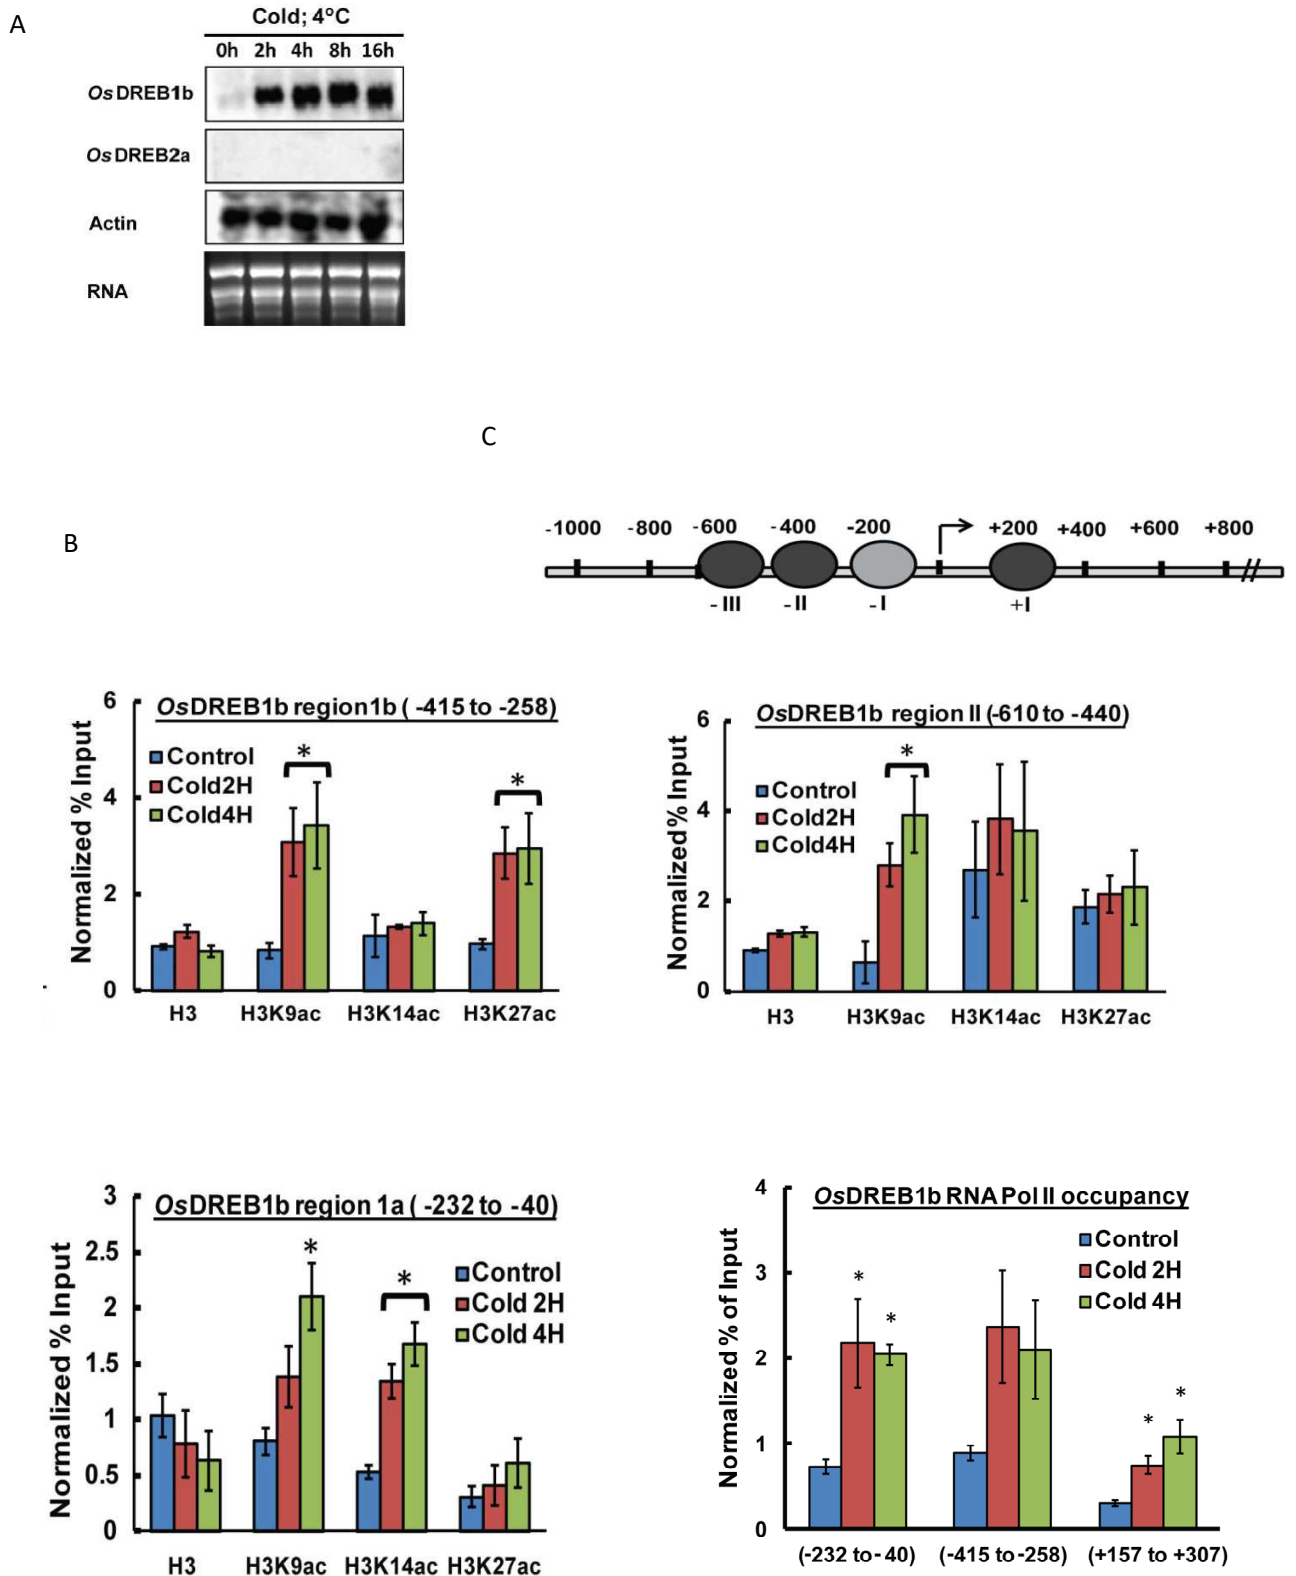 A
Cold; 4°C
0h 2h 4h 8h 16h
OsDREB1b
OsDREB2a
Actin
RNA
C
B
-1000 -800 -600 -400 -200 +200 +400 +600 +800
- III - II - I +I
OsDREB1b region1b ( -415 to -258)
Normalized % Input
6
4
2
0
Control
Cold2H
Cold4H
*
*
H3 H3K9ac H3K14ac H3K27ac
OsDREB1b region II (-610 to -440)
Normalized % Input
6
4
2
0
Control
Cold2H
Cold4H
*
H3 H3K9ac H3K14ac H3K27ac
OsDREB1b region 1a ( -232 to -40)
Normalized % Input
3
2.5
2
1.5
1
0.5
0
Control
Cold 2H
Cold 4H
*
*
H3 H3K9ac H3K14ac H3K27ac
OsDREB1b RNA Pol II occupancy
Normalized % of Input
4
3
2
1
0
Control
Cold 2H
Cold 4H
*
*
*
*
(-232 to - 40) (-415 to -258) (+157 to +307)